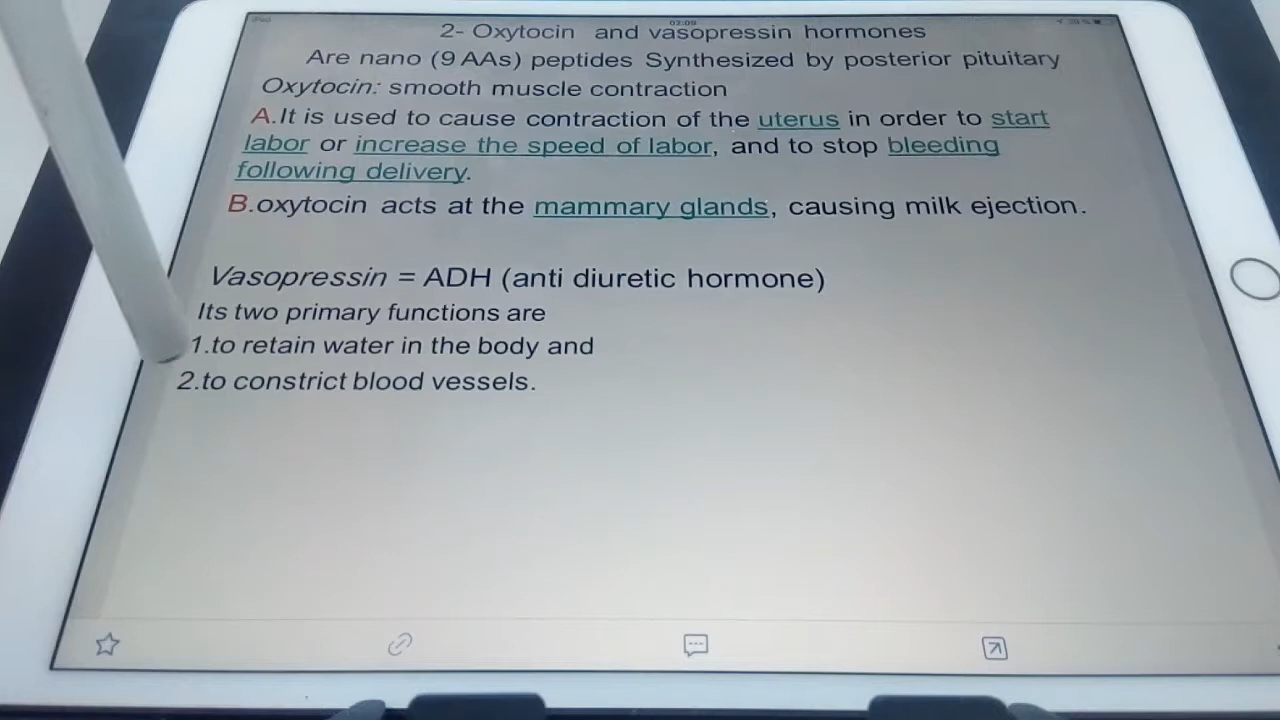 iPad 03:09
2- Oxytocin and vasopressin hormones
Are nano (9 AAs) peptides Synthesized by posterior pituitary
Oxytocin: smooth muscle contraction
A.It is used to cause contraction of the uterus in order to start
labor or increase the speed of labor, and to stop bleeding
following delivery.
B.oxytocin acts at the mammary glands, causing milk ejection.
Vasopressin = ADH (anti diuretic hormone)
Its two primary functions are
1.to retain water in the body and
2.to constrict blood vessels.